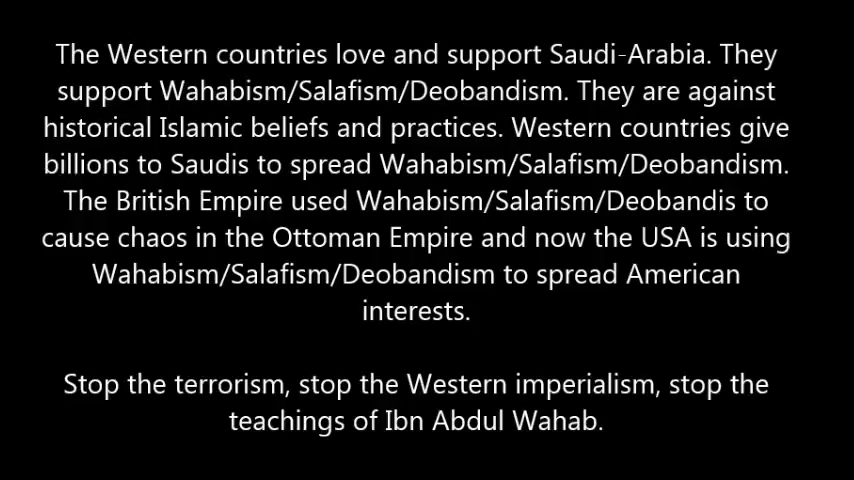 The Western countries love and support Saudi-Arabia. They
support Wahabism/Salafism/Deobandism. They are against
historical Islamic beliefs and practices. Western countries give
billions to Saudis to spread Wahabism/Salafism/Deobandism.
The British Empire used Wahabism/Salafism/Deobandis to
cause chaos in the Ottoman Empire and now the USA is using
Wahabism/Salafism/Deobandism to spread American
interests.
Stop the terrorism, stop the Western imperialism, stop the
teachings of Ibn Abdul Wahab.